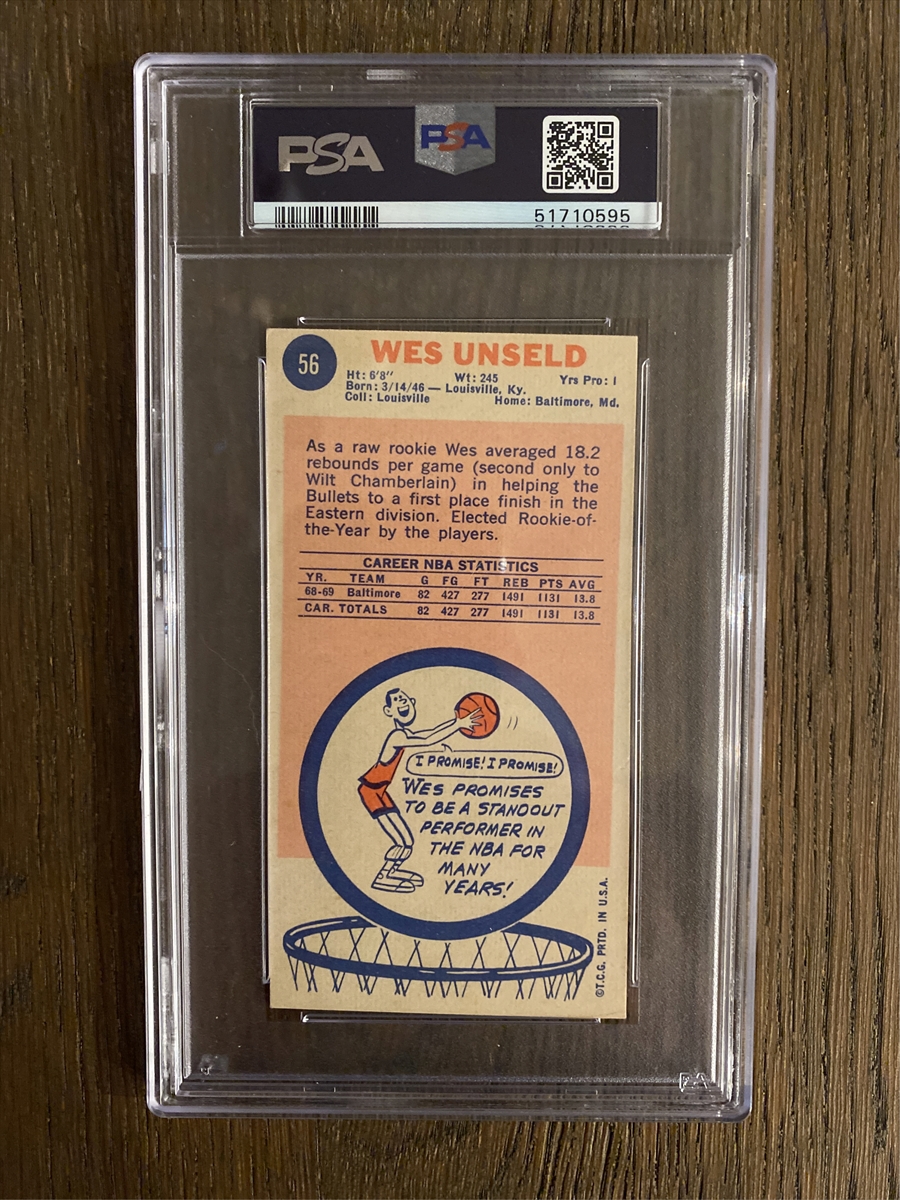 PSA PSA
51710595
56 WES UNSELD
Ht: 6'8" Wt: 245 Yrs Pro: 1
Born: 3/14/46 — Louisville, Ky.
Coll: Louisville Home: Baltimore, Md.
As a raw rookie Wes averaged 18.2
rebounds per game (second only to
Wilt Chamberlain) in helping the
Bullets to a first place finish in the
Eastern division. Elected Rookie-of-
the-Year by the players.
CAREER NBA STATISTICS
YR. TEAM G FG FT REB PTS AVG
68-69 Baltimore 82 427 277 1491 1131 13.8
CAR. TOTALS 82 427 277 1491 1131 13.8
I PROMISE! I PROMISE!
WES PROMISES
TO BE A STANDOUT
PERFORMER IN
THE NBA FOR
MANY
YEARS!
©T.C.G. PRTD. IN U.S.A.
PSA